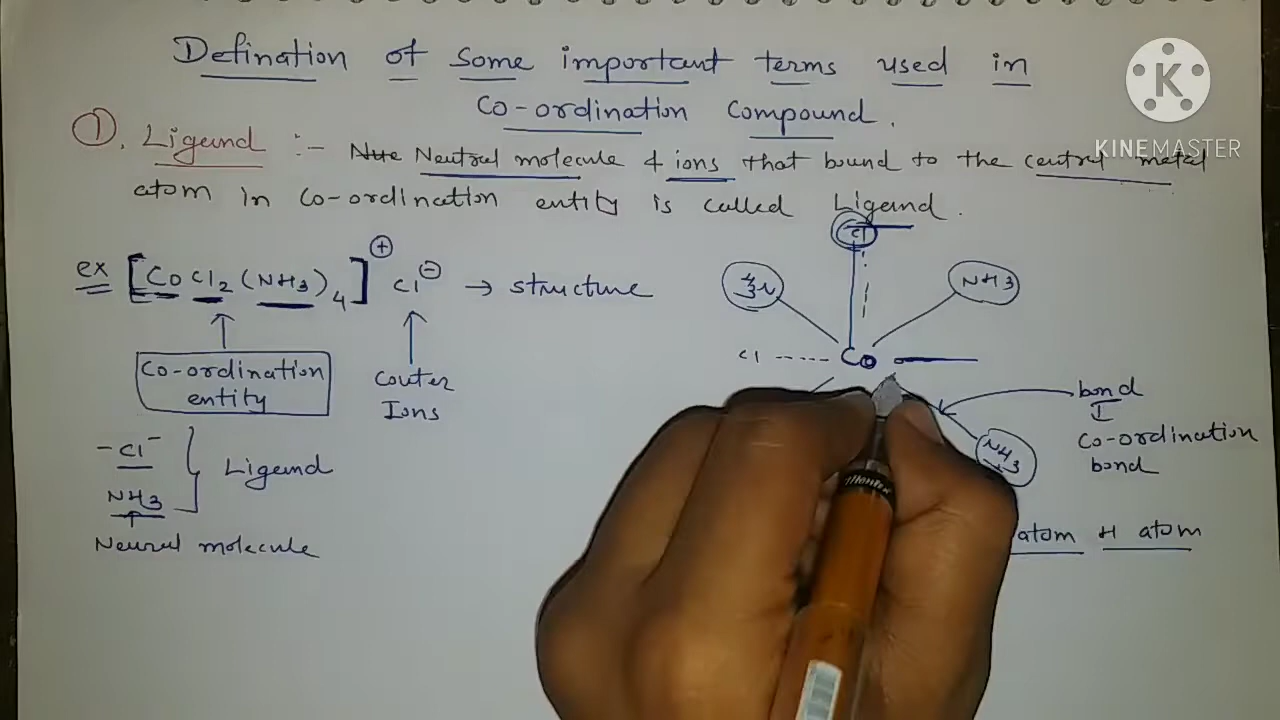 Defination of some important terms used in
Co-ordination Compound.
①. Ligand :- Neutral molecule & ions that bound to the central metal
atom in Co-ordination entity is called Ligand.
ex [CoCl₂(NH₃)₄]⊕ Cl⊖ → structure
Cl
NH3
Cl Co
NH3
Co-ordination
entity
Couter
Ions
bond
Co-ordination
bond
-Cl⁻
NH3
Ligand
Neural molecule
atom H atom
K
KINEMASTER